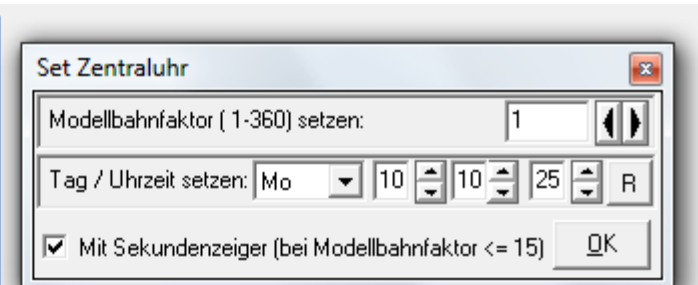 Set Zentraluhr
Modellbahnfaktor ( 1-360) setzen: 1
Tag / Uhrzeit setzen: Mo 10 10 25 R
Mit Sekundenzeiger (bei Modellbahnfaktor <= 15) OK